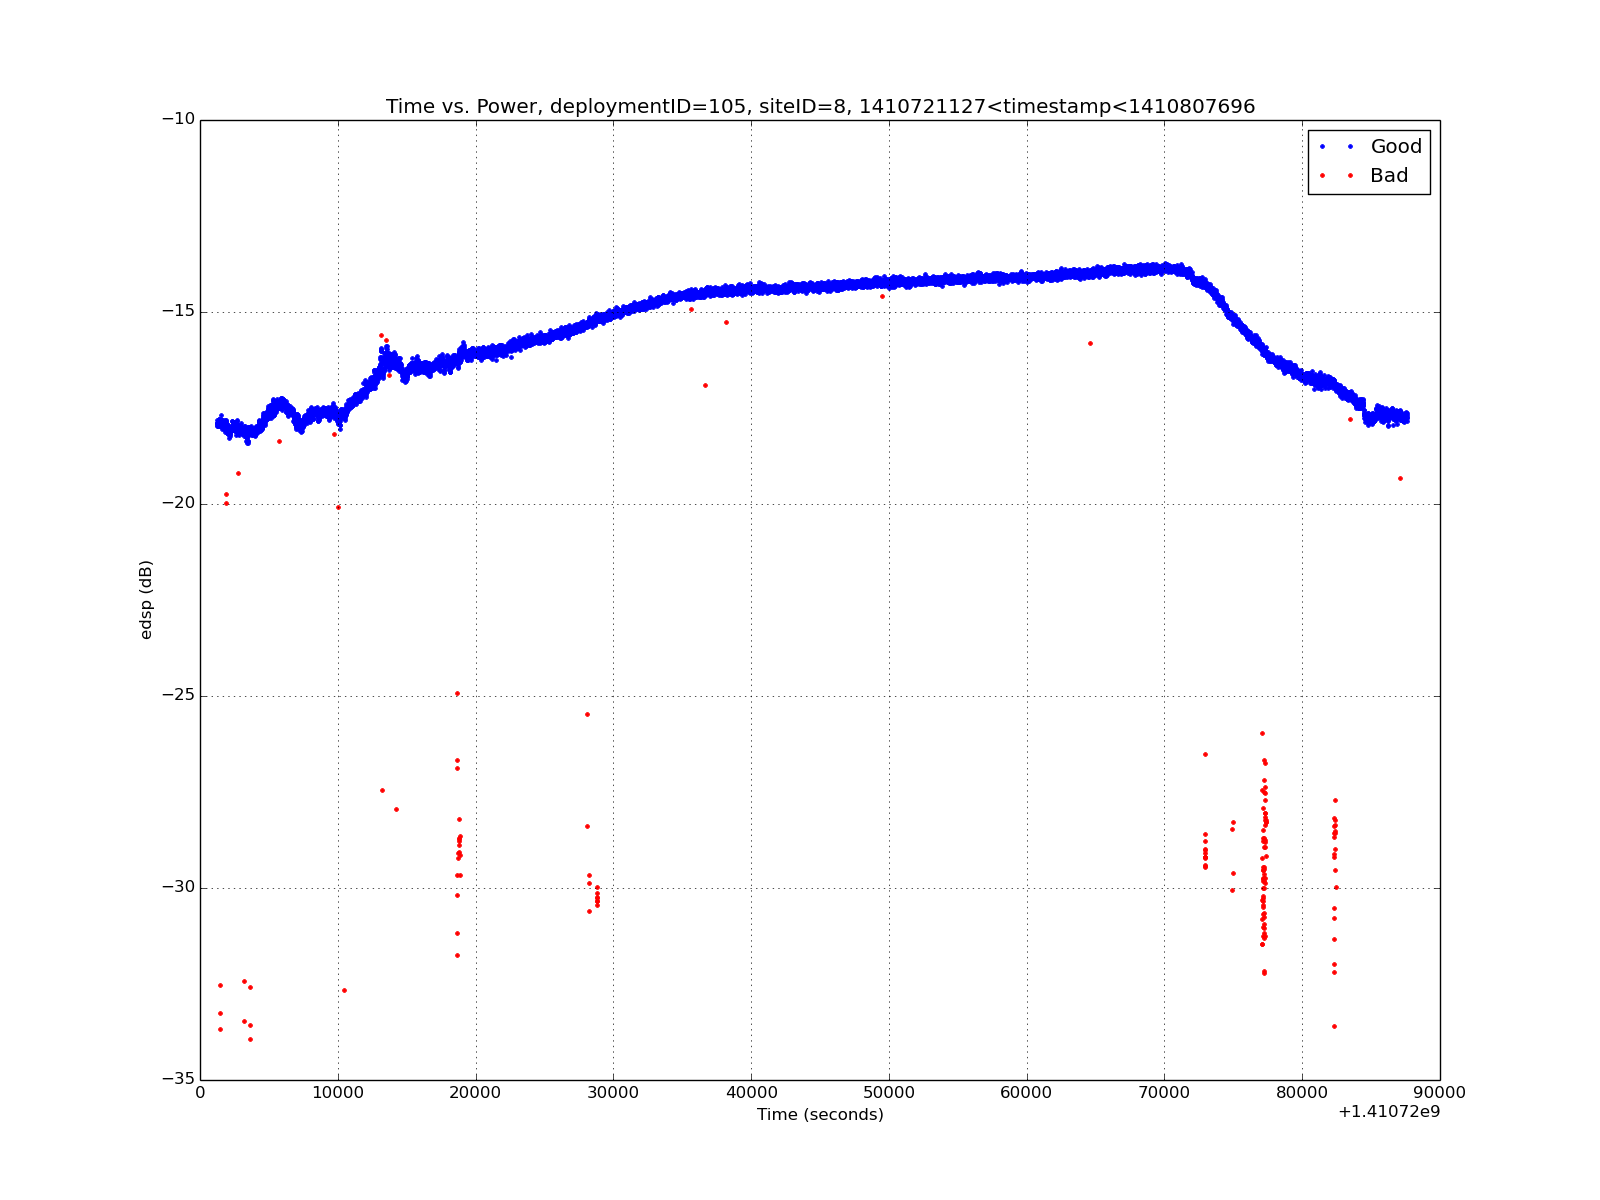 Time vs. Power, deploymentID=105, siteID=8, 1410721127<timestamp<1410807696
Good
Bad
−10
−15
−20
−25
−30
−35
edsp (dB)
0 10000 20000 30000 40000 50000 60000 70000 80000 90000
Time (seconds)
+1.41072e9